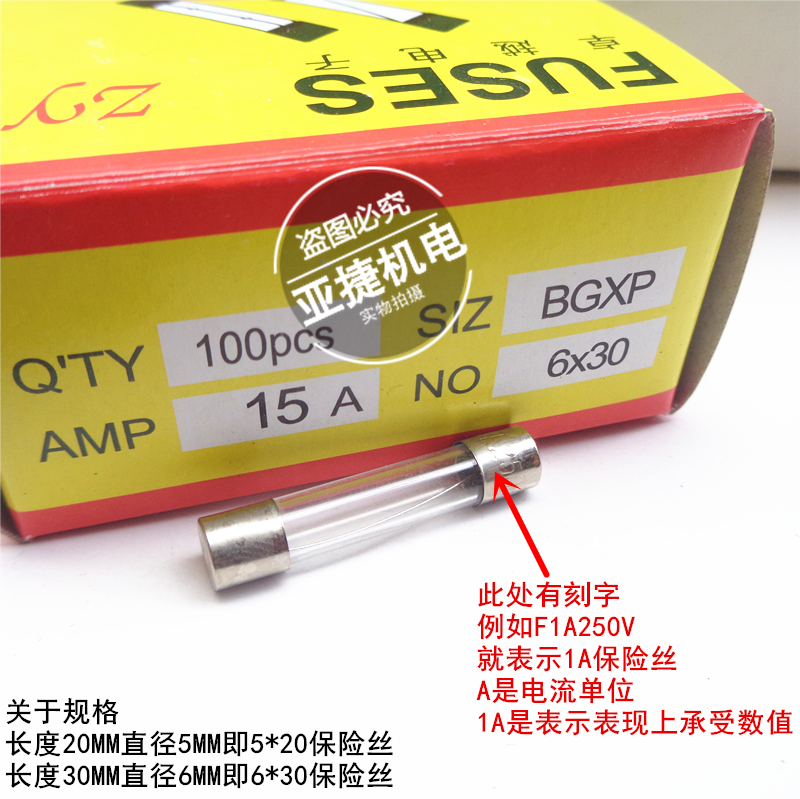 ZY
FUSES
卓越电子
盗图必究
亚捷机电
实物拍摄
Q'TY 100pcs SIZ BGXP
AMP 15 A NO 6x30
此处有刻字
例如F1A250V
就表示1A保险丝
A是电流单位
1A是表示表现上承受数值
关于规格
长度20MM直径5MM即5*20保险丝
长度30MM直径6MM即6*30保险丝